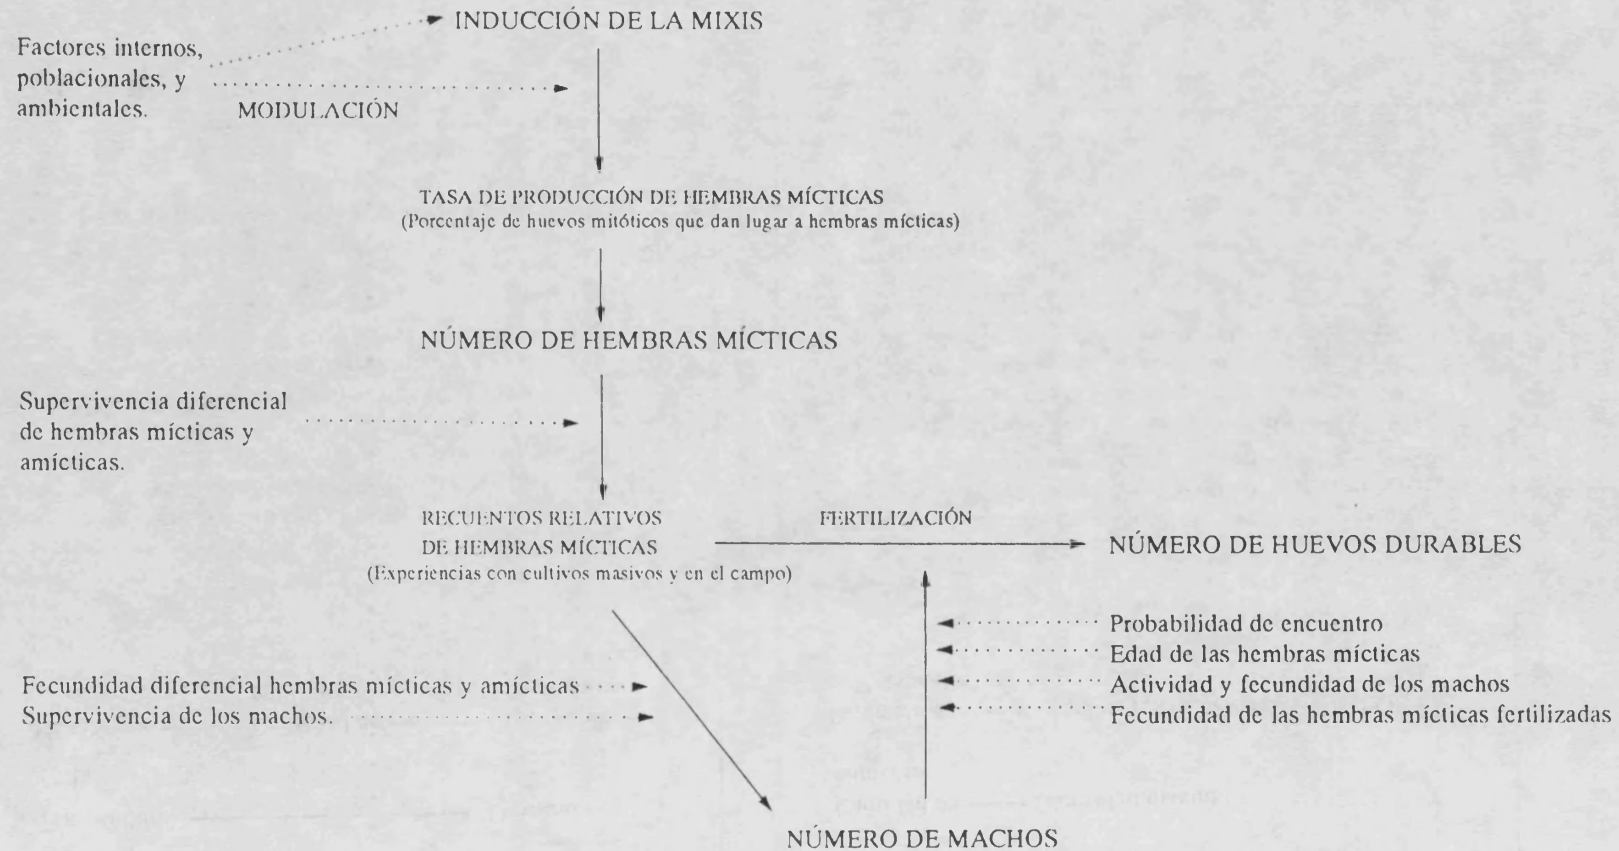 INDUCCIÓN DE LA MIXIS
Factores internos,
poblacionales, y
ambientales.
MODULACIÓN
TASA DE PRODUCCIÓN DE HEMBRAS MÍCTICAS
(Porcentaje de huevos mitóticos que dan lugar a hembras mícticas)
NÚMERO DE HEMBRAS MÍCTICAS
Supervivencia diferencial
de hembras mícticas y
amícticas.
RECUENTOS RELATIVOS
DE HEMBRAS MÍCTICAS
(Experiencias con cultivos masivos y en el campo)
FERTILIZACIÓN
NÚMERO DE HUEVOS DURABLES
Probabilidad de encuentro
Edad de las hembras mícticas
Actividad y fecundidad de los machos
Fecundidad de las hembras mícticas fertilizadas
Fecundidad diferencial hembras mícticas y amícticas
Supervivencia de los machos.
NÚMERO DE MACHOS